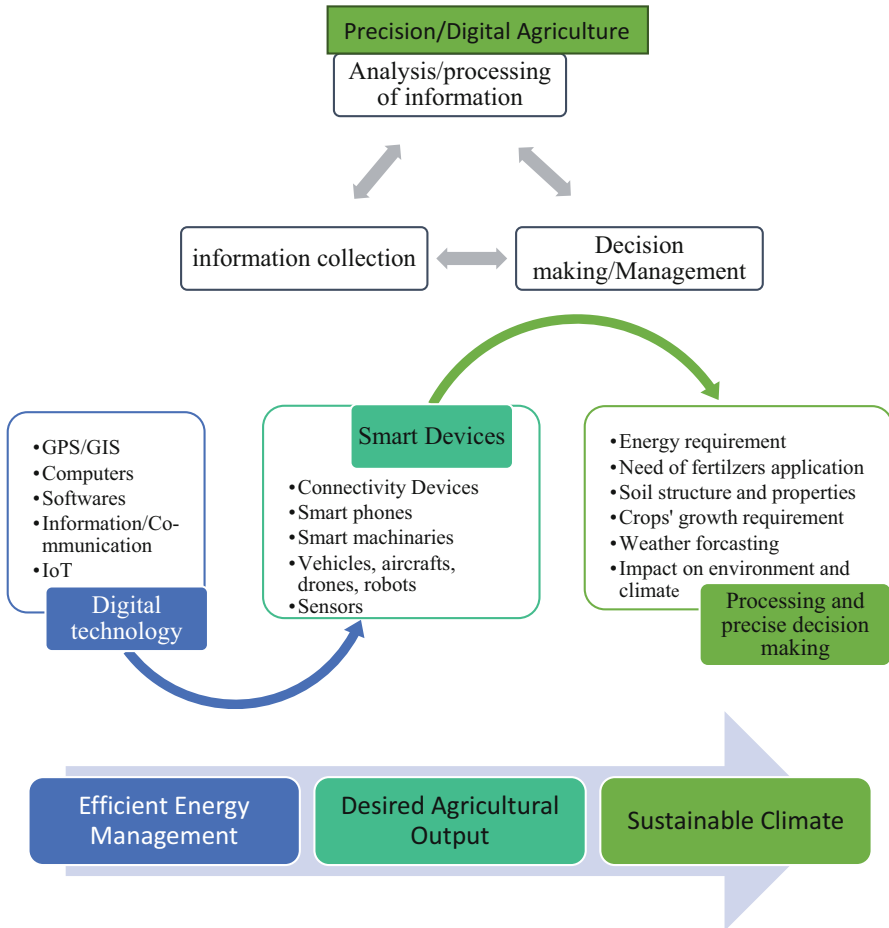 Precision/Digital Agriculture
Analysis/processing
of information
information collection
Decision
making/Management
•GPS/GIS
•Computers
•Softwares
•Information/Co-
mmunication
•IoT
Digital
technology
Smart Devices
•Connectivity Devices
•Smart phones
•Smart machinaries
•Vehicles, aircrafts,
drones, robots
•Sensors
•Energy requirement
•Need of fertilzers application
•Soil structure and properties
•Crops' growth requirement
•Weather forcasting
•Impact on environment and
climate
Processing and
precise decision
making
Efficient Energy
Management
Desired Agricultural
Output
Sustainable Climate